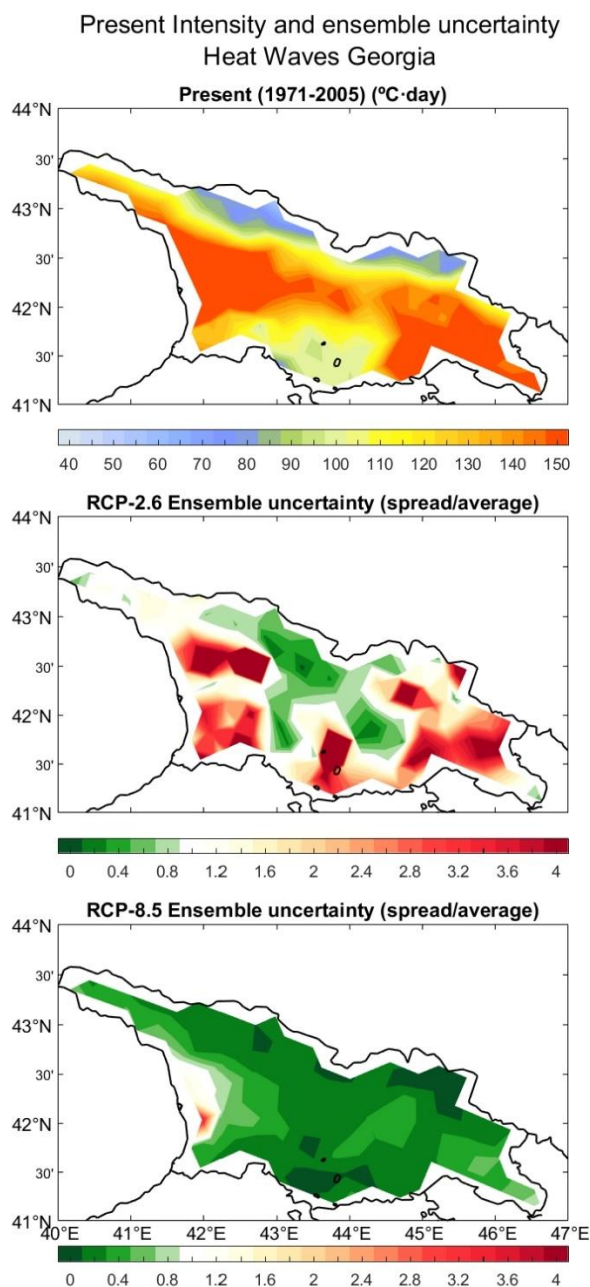 Present Intensity and ensemble uncertainty
Heat Waves Georgia
Present (1971-2005) (ºC·day)
44°N
30'
43°N
30'
42°N
30'
41°N
40 50 60 70 80 90 100 110 120 130 140 150
RCP-2.6 Ensemble uncertainty (spread/average)
44°N
30'
43°N
30'
42°N
30'
41°N
0 0.4 0.8 1.2 1.6 2 2.4 2.8 3.2 3.6 4
RCP-8.5 Ensemble uncertainty (spread/average)
44°N
30'
43°N
30'
42°N
30'
41°N
40°E 41°E 42°E 43°E 44°E 45°E 46°E 47°E
0 0.4 0.8 1.2 1.6 2 2.4 2.8 3.2 3.6 4